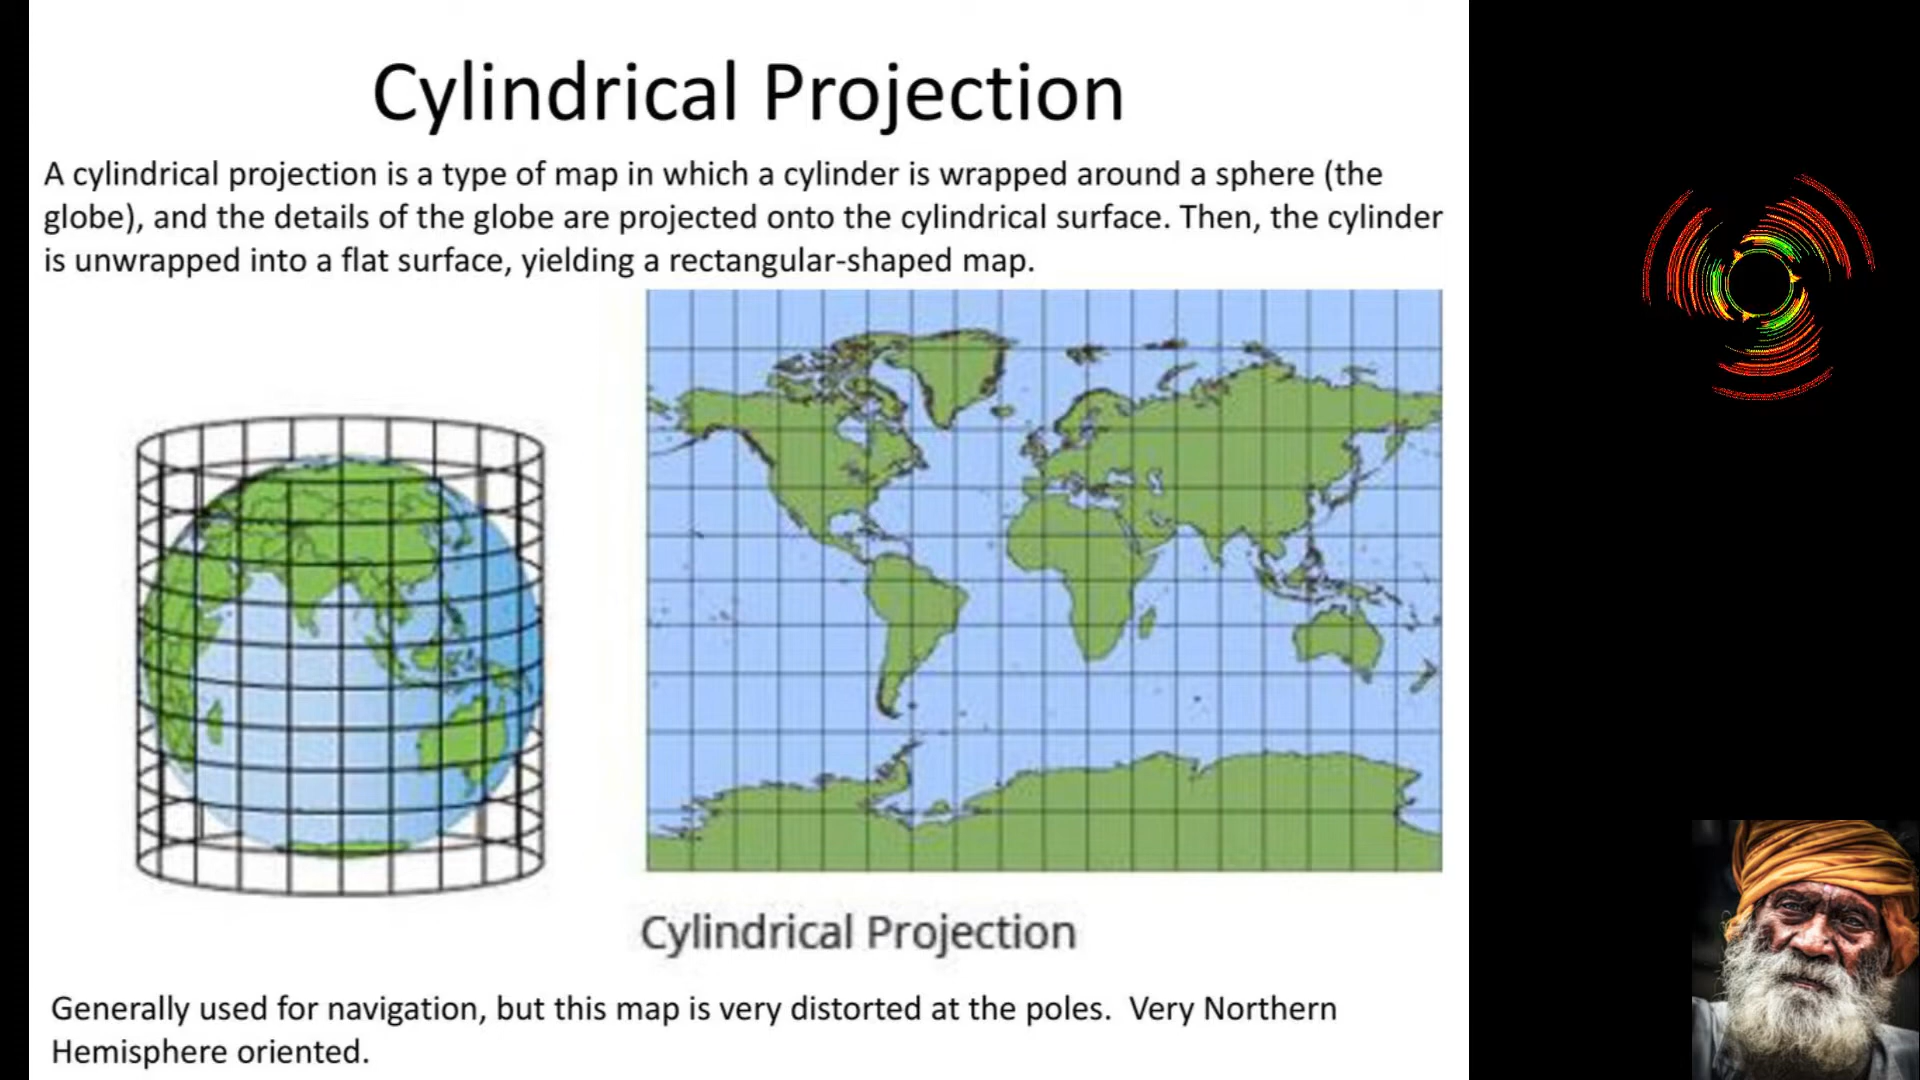 Cylindrical Projection
A cylindrical projection is a type of map in which a cylinder is wrapped around a sphere (the
globe), and the details of the globe are projected onto the cylindrical surface. Then, the cylinder
is unwrapped into a flat surface, yielding a rectangular-shaped map.
Cylindrical Projection
Generally used for navigation, but this map is very distorted at the poles.  Very Northern
Hemisphere oriented.